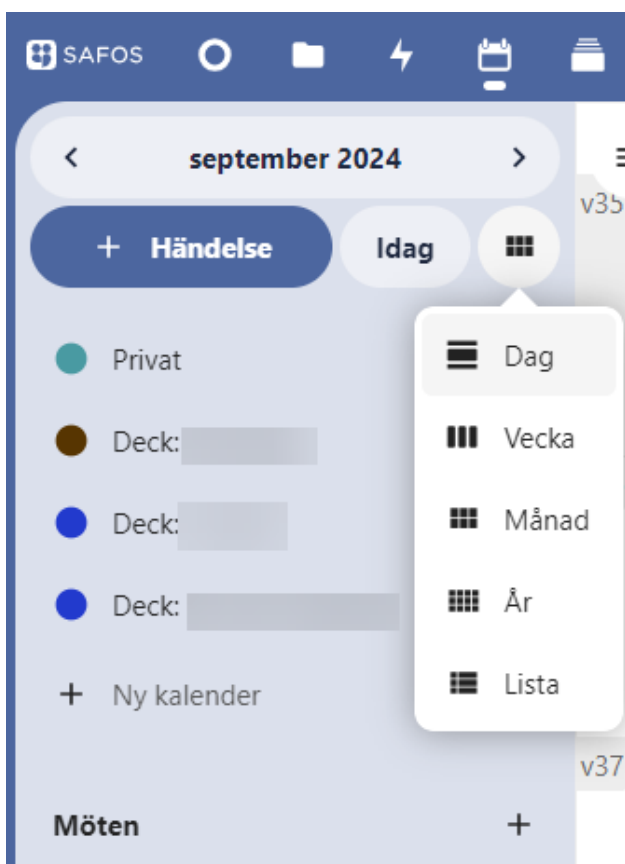 SAFOS
september 2024
v35
+ Händelse
Idag
Privat
Deck:
Deck:
Deck:
+ Ny kalender
Dag
Vecka
Månad
År
Lista
v37
Möten +